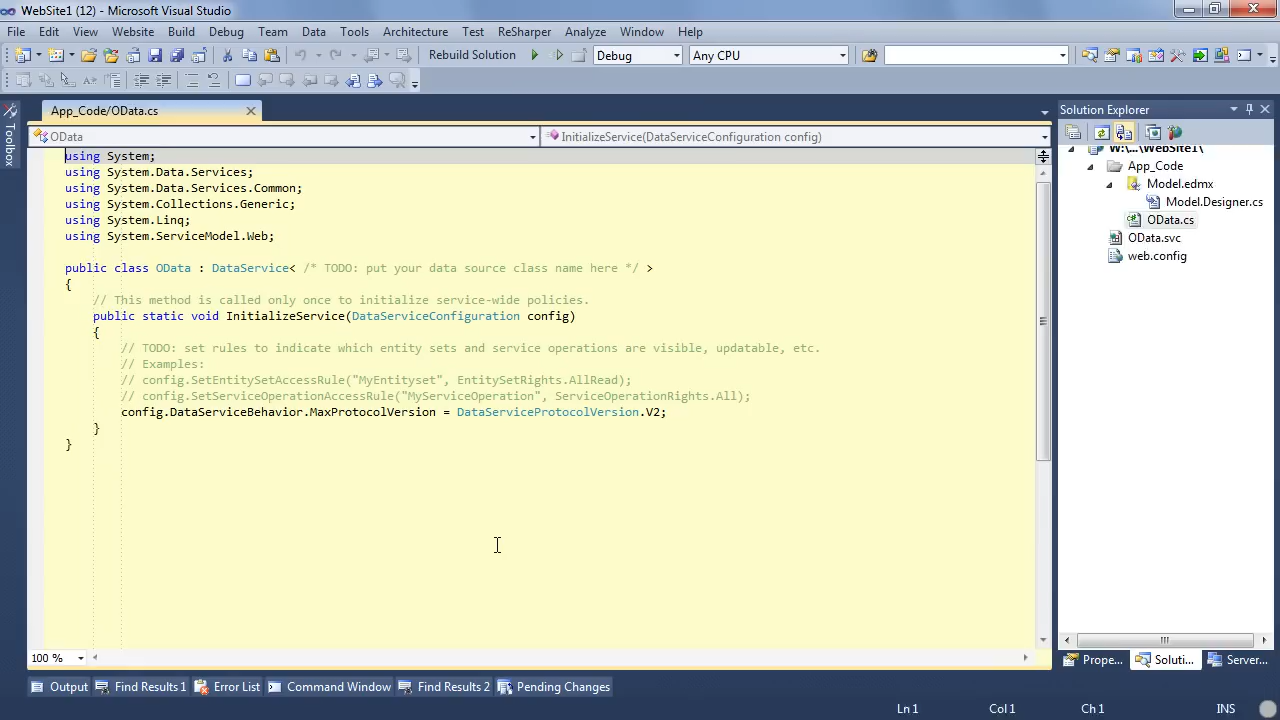 WebSite1 (12) - Microsoft Visual Studio
File Edit View Website Build Debug Team Data Tools Architecture Test ReSharper Analyze Window Help
Rebuild Solution Debug Any CPU
Toolbox
App_Code/OData.cs
OData InitializeService(DataServiceConfiguration config)
using System;
using System.Data.Services;
using System.Data.Services.Common;
using System.Collections.Generic;
using System.Linq;
using System.ServiceModel.Web;
public class OData : DataService< /* TODO: put your data source class name here */ >
{
// This method is called only once to initialize service-wide policies.
public static void InitializeService(DataServiceConfiguration config)
{
// TODO: set rules to indicate which entity sets and service operations are visible, updatable, etc.
// Examples:
// config.SetEntitySetAccessRule("MyEntityset", EntitySetRights.AllRead);
// config.SetServiceOperationAccessRule("MyServiceOperation", ServiceOperationRights.All);
config.DataServiceBehavior.MaxProtocolVersion = DataServiceProtocolVersion.V2;
}
}
100 %
Solution Explorer
W:\...\WebSite1\
App_Code
Model.edmx
Model.Designer.cs
OData.cs
OData.svc
web.config
Prope... Soluti... Server...
Output Find Results 1 Error List Command Window Find Results 2 Pending Changes
Ln 1 Col 1 Ch 1 INS